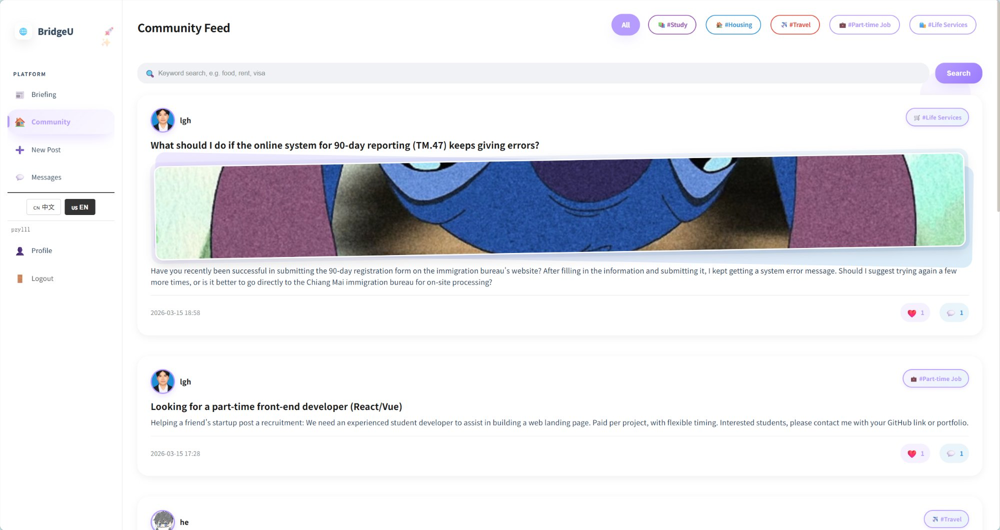 BridgeU
PLATFORM
Briefing
Community
New Post
Messages
CN 中文
US EN
pzylll
Profile
Logout
Community Feed
All
#Study
#Housing
#Travel
#Part-time Job
#Life Services
Keyword search, e.g. food, rent, visa
Search
lgh
#Life Services
What should I do if the online system for 90-day reporting (TM.47) keeps giving errors?
Have you recently been successful in submitting the 90-day registration form on the immigration bureau's website? After filling in the information and submitting it, I kept getting a system error message. Should I suggest trying again a few
more times, or is it better to go directly to the Chiang Mai immigration bureau for on-site processing?
2026-03-15 18:58
1
1
lgh
#Part-time Job
Looking for a part-time front-end developer (React/Vue)
Helping a friend's startup post a recruitment: We need an experienced student developer to assist in building a web landing page. Paid per project, with flexible timing. Interested students, please contact me with your GitHub link or portfolio.
2026-03-15 17:28
1
1
he
#Travel